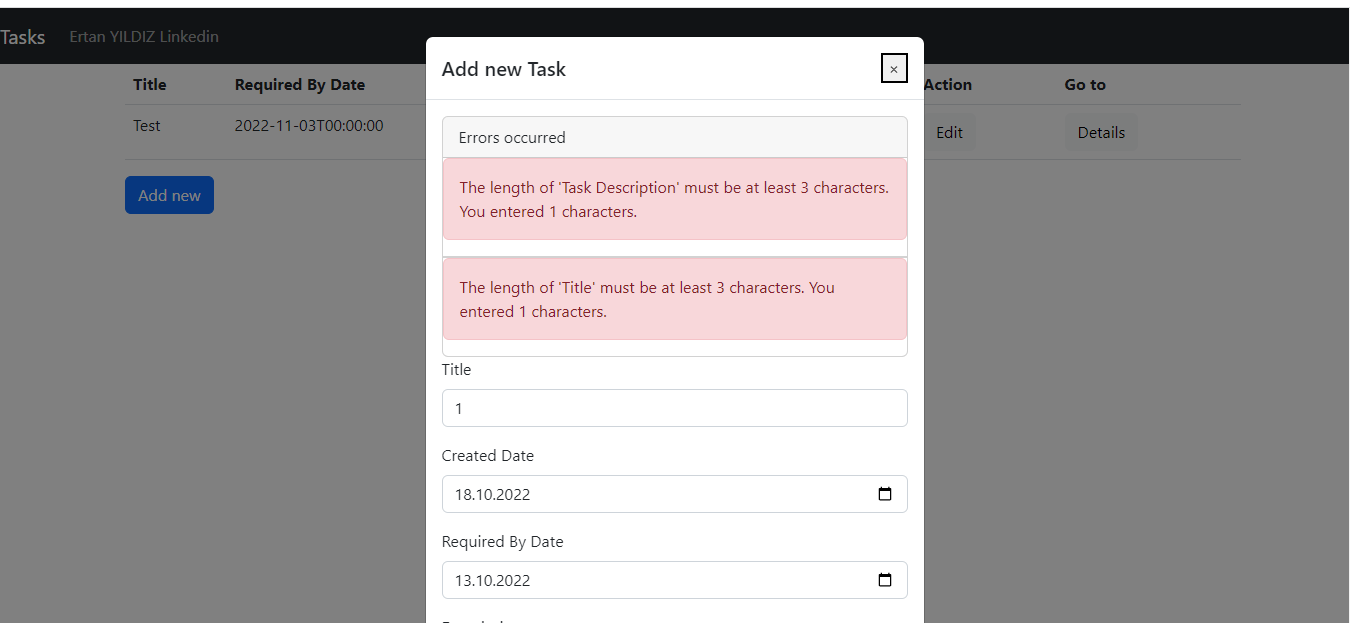 Tasks Ertan YILDIZ Linkedin
Title Required By Date Action Go to
Test 2022-11-03T00:00:00 Edit Details
Add new
Add new Task ×
Errors occurred
The length of 'Task Description' must be at least 3 characters.
You entered 1 characters.
The length of 'Title' must be at least 3 characters. You
entered 1 characters.
Title
1
Created Date
18.10.2022
Required By Date
13.10.2022